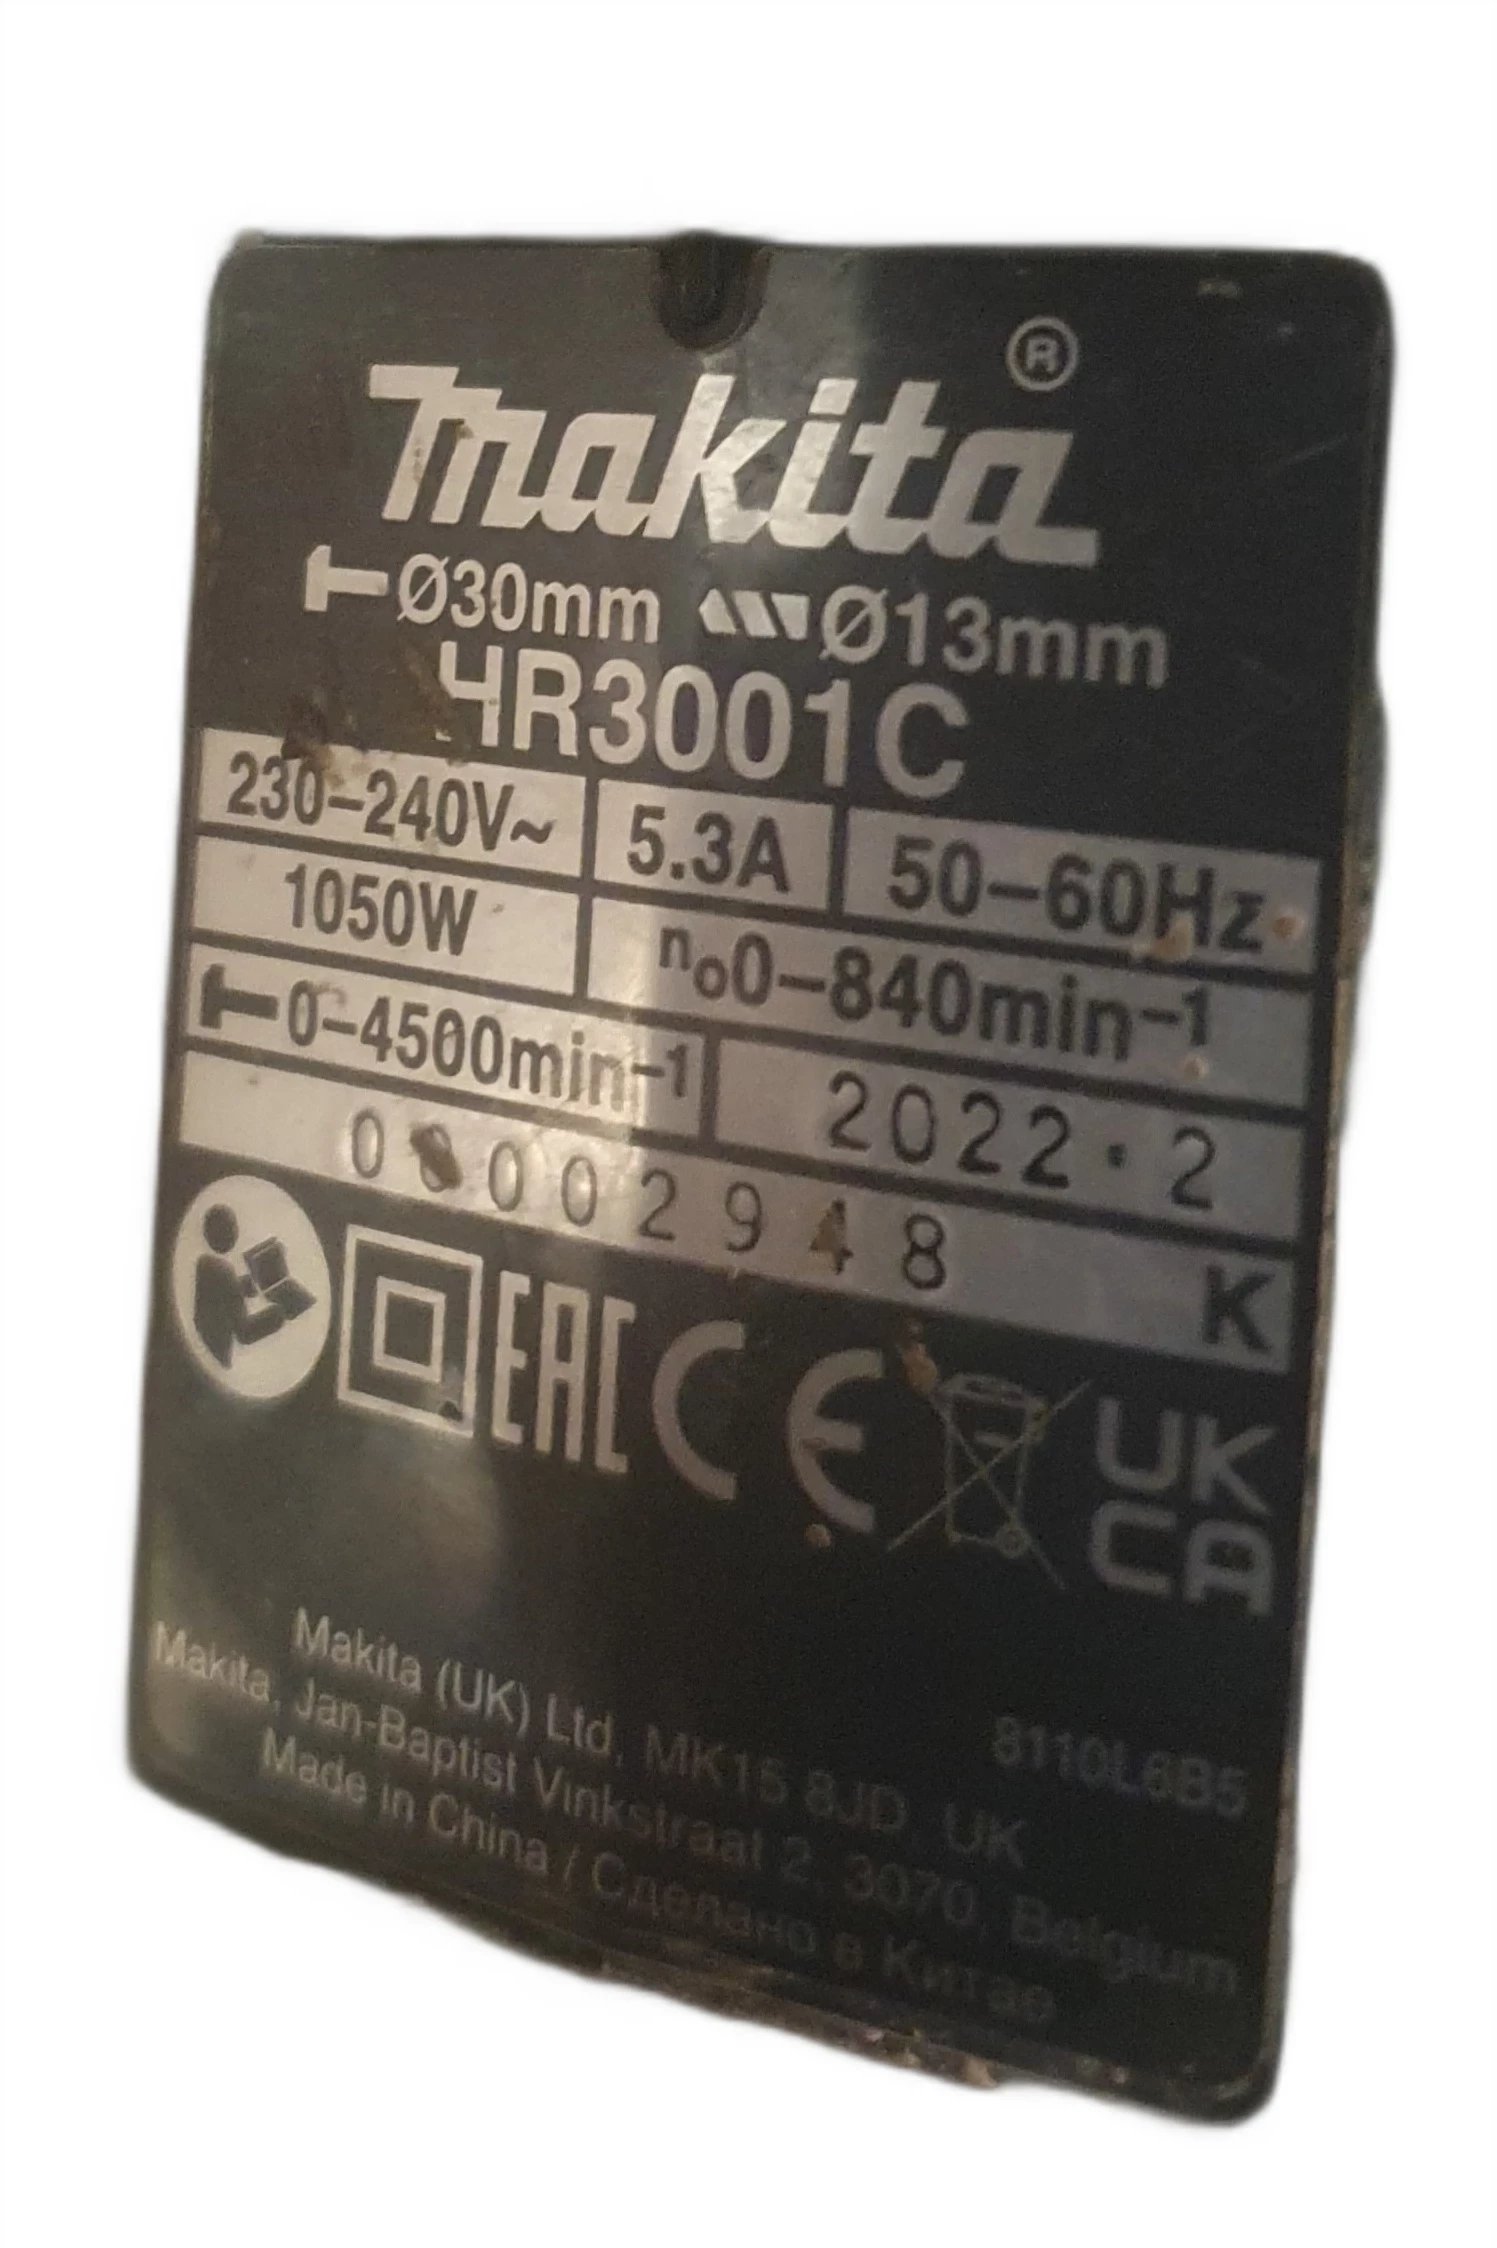 makita®
Ø30mm Ø13mm
HR3001C
230–240V~ 5.3A 50–60Hz
1050W n₀0–840min⁻¹
0–4500min⁻¹ 2022.2
00002948 K
EAC CE UK
CA
8110L6B5
Makita (UK) Ltd, MK15 8JD, UK
Makita, Jan-Baptist Vinkstraat 2, 3070, Belgium
Made in China / Сделано в Китае